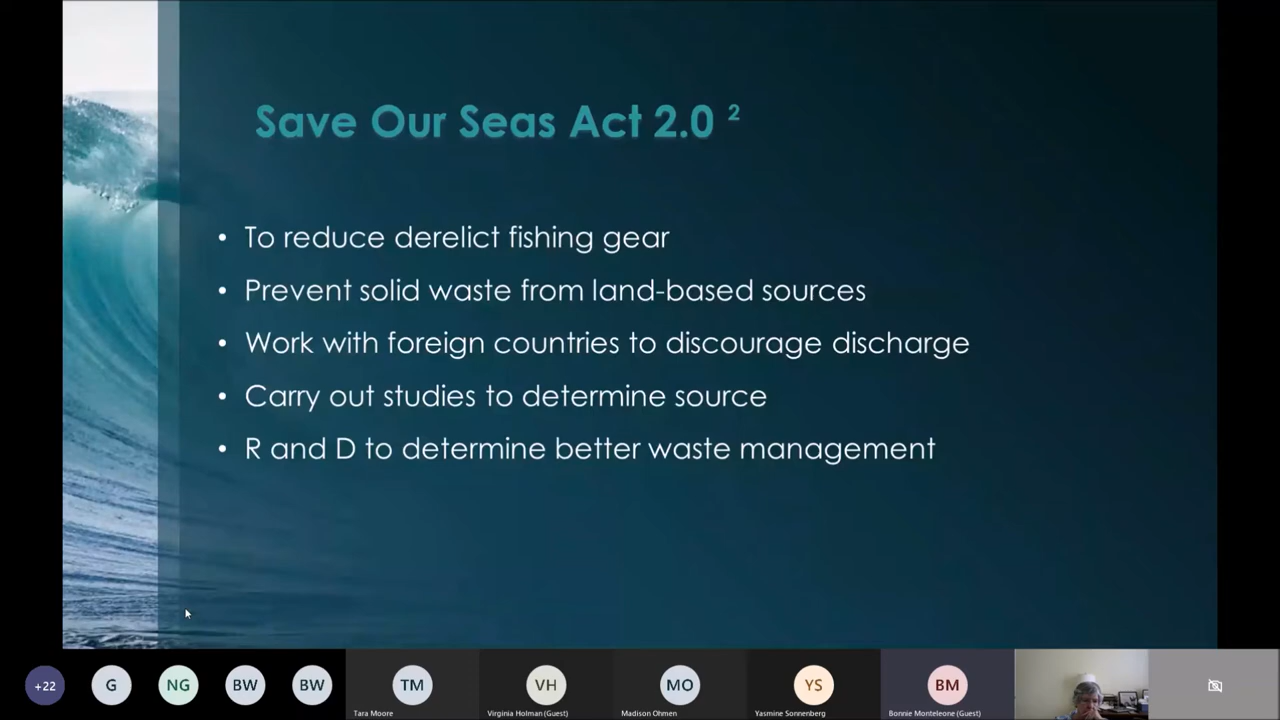 Save Our Seas Act 2.0 ²
• To reduce derelict fishing gear
• Prevent solid waste from land-based sources
• Work with foreign countries to discourage discharge
• Carry out studies to determine source
• R and D to determine better waste management
+22
G
NG
BW
BW
TM
VH
MO
YS
BM
Tara Moore
Virginia Holman (Guest)
Madison Ohmen
Yasmine Sonnenberg
Bonnie Monteleone (Guest)